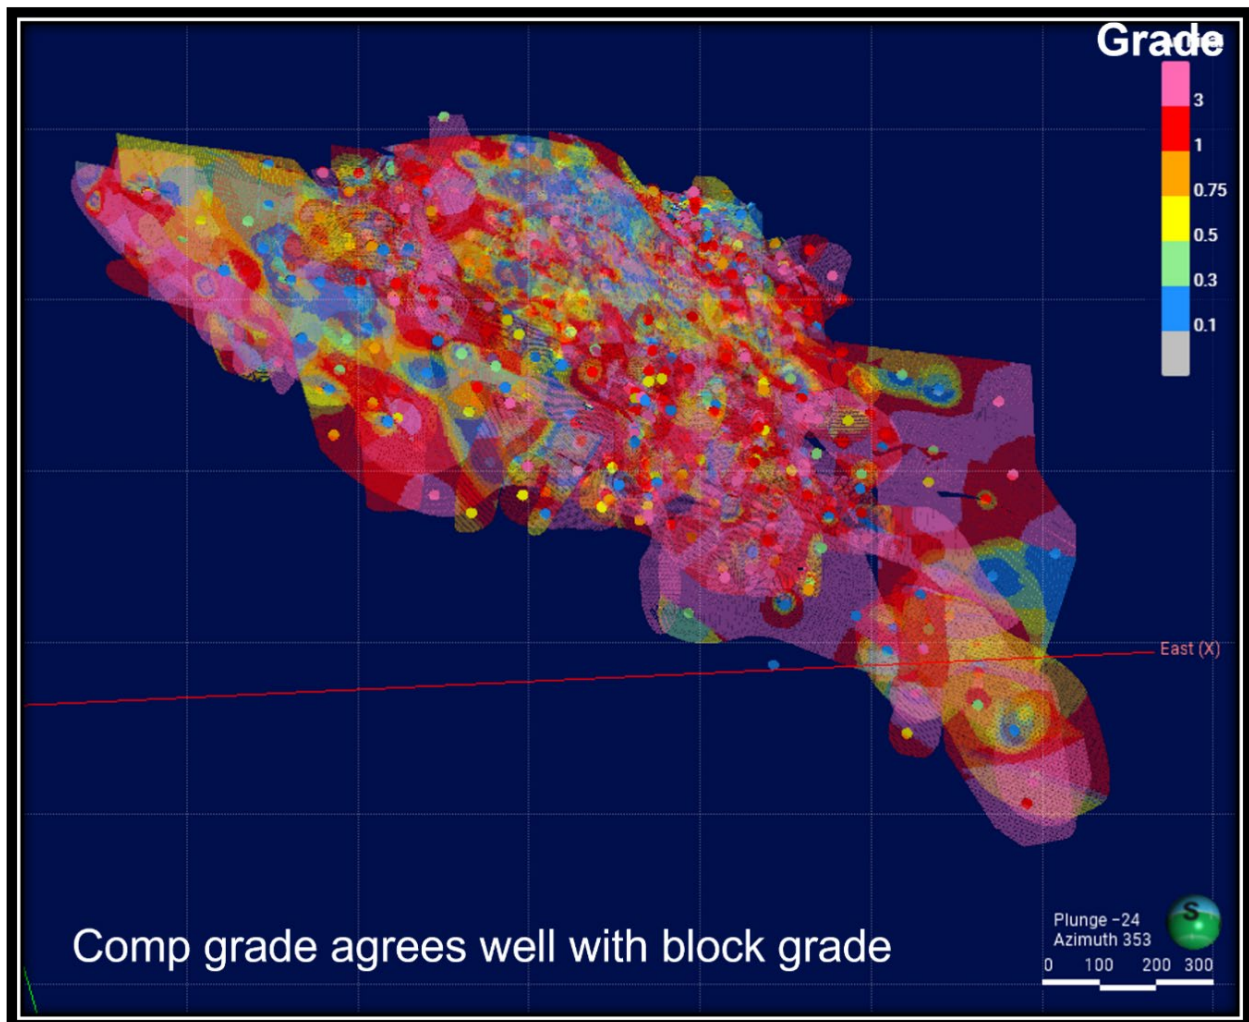 Grade
3
1
0.75
0.5
0.3
0.1
East (X)
Comp grade agrees well with block grade
S
Plunge −24
Azimuth 353
0 100 200 300